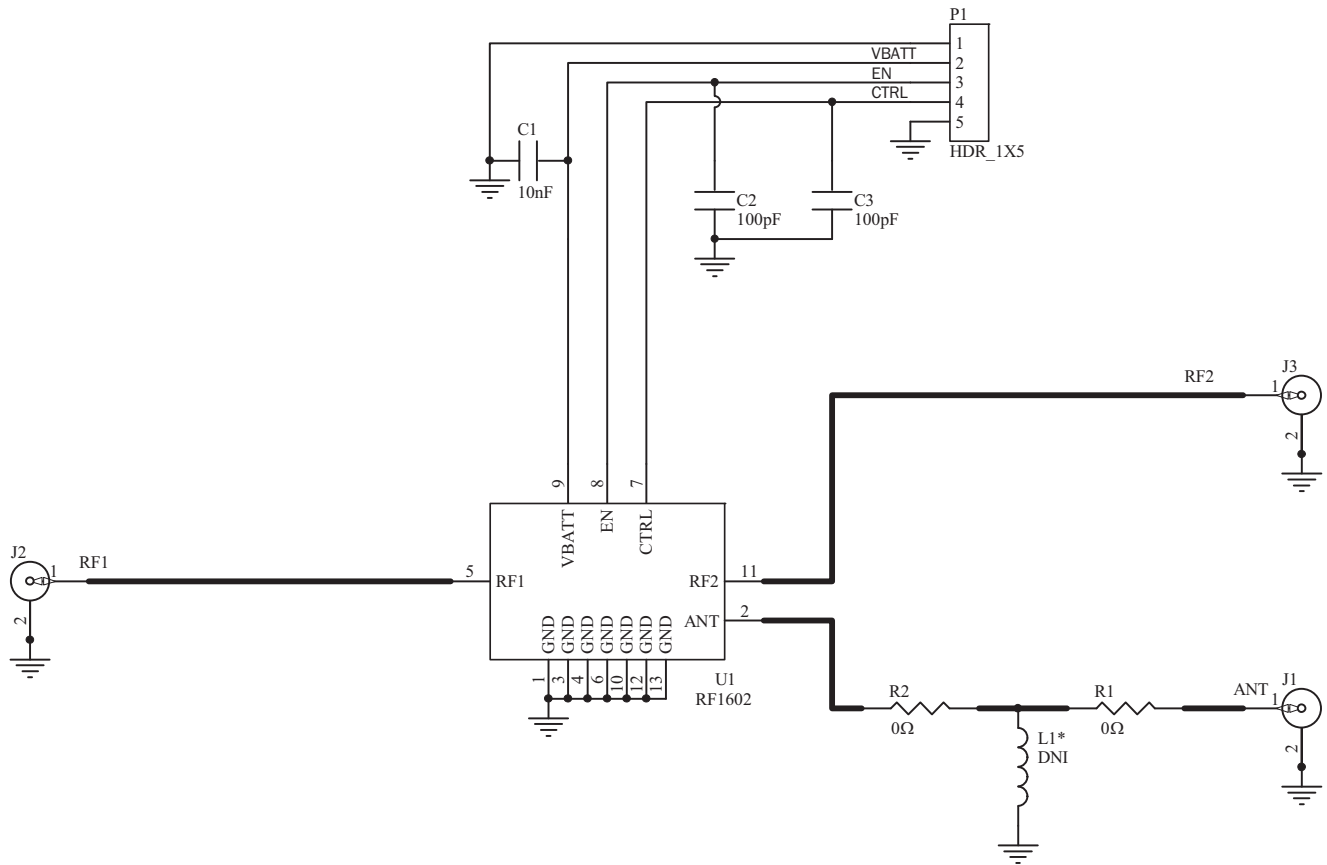 P1
1
VBATT
2
EN
3
CTRL
4
5
HDR_1X5
C1
10nF
C2
100pF
C3
100pF
J3
RF2
1
2
9
8
7
VBATT
EN
CTRL
J2
1
RF1
5
RF1
RF2
11
2
ANT
2
GND
GND
GND
GND
GND
GND
GND
1
3
4
6
10
12
13
U1
RF1602
R2
0Ω
L1*
DNI
R1
0Ω
J1
ANT
1
2